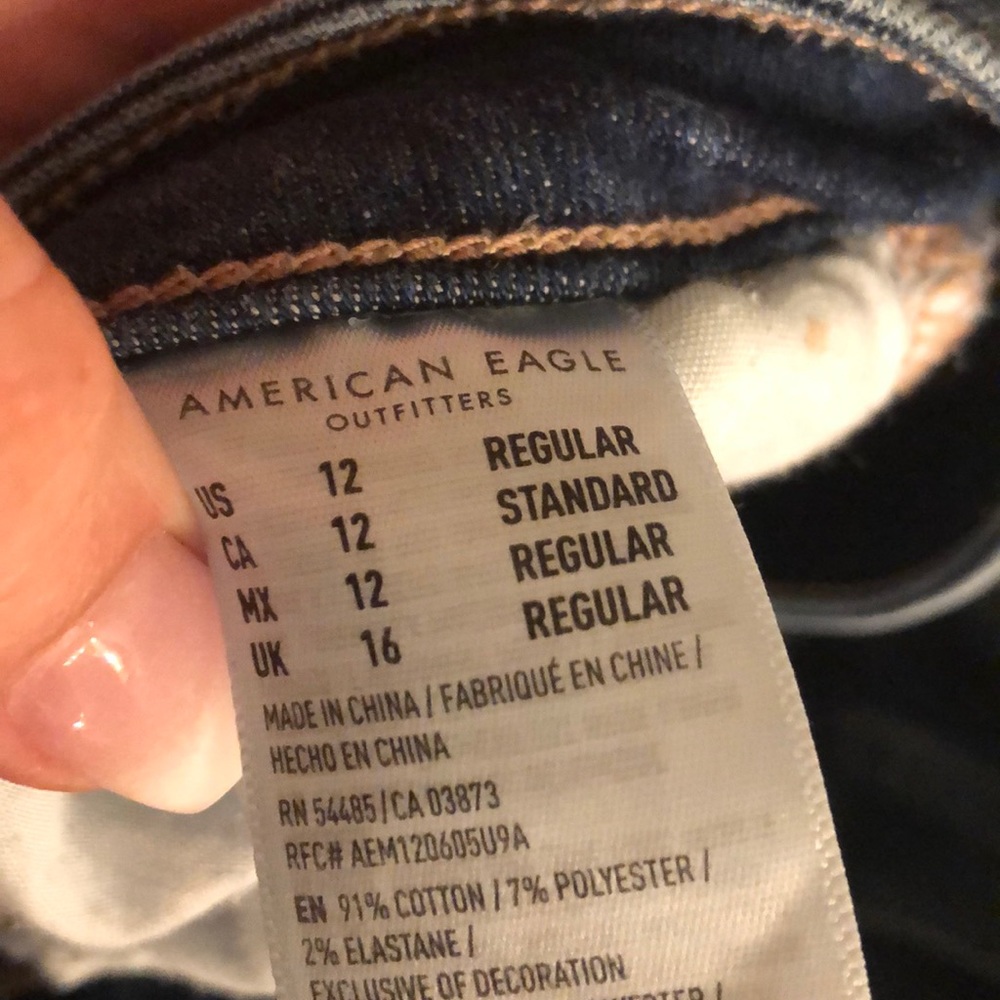 AMERICAN EAGLE
OUTFITTERS
US 12 REGULAR
CA 12 STANDARD
MX 12 REGULAR
UK 16 REGULAR
MADE IN CHINA / FABRIQUÉ EN CHINE /
HECHO EN CHINA
RN 54485 / CA 03873
RFC# AEM120605U9A
EN 91% COTTON / 7% POLYESTER /
2% ELASTANE /
EXCLUSIVE OF DECORATION